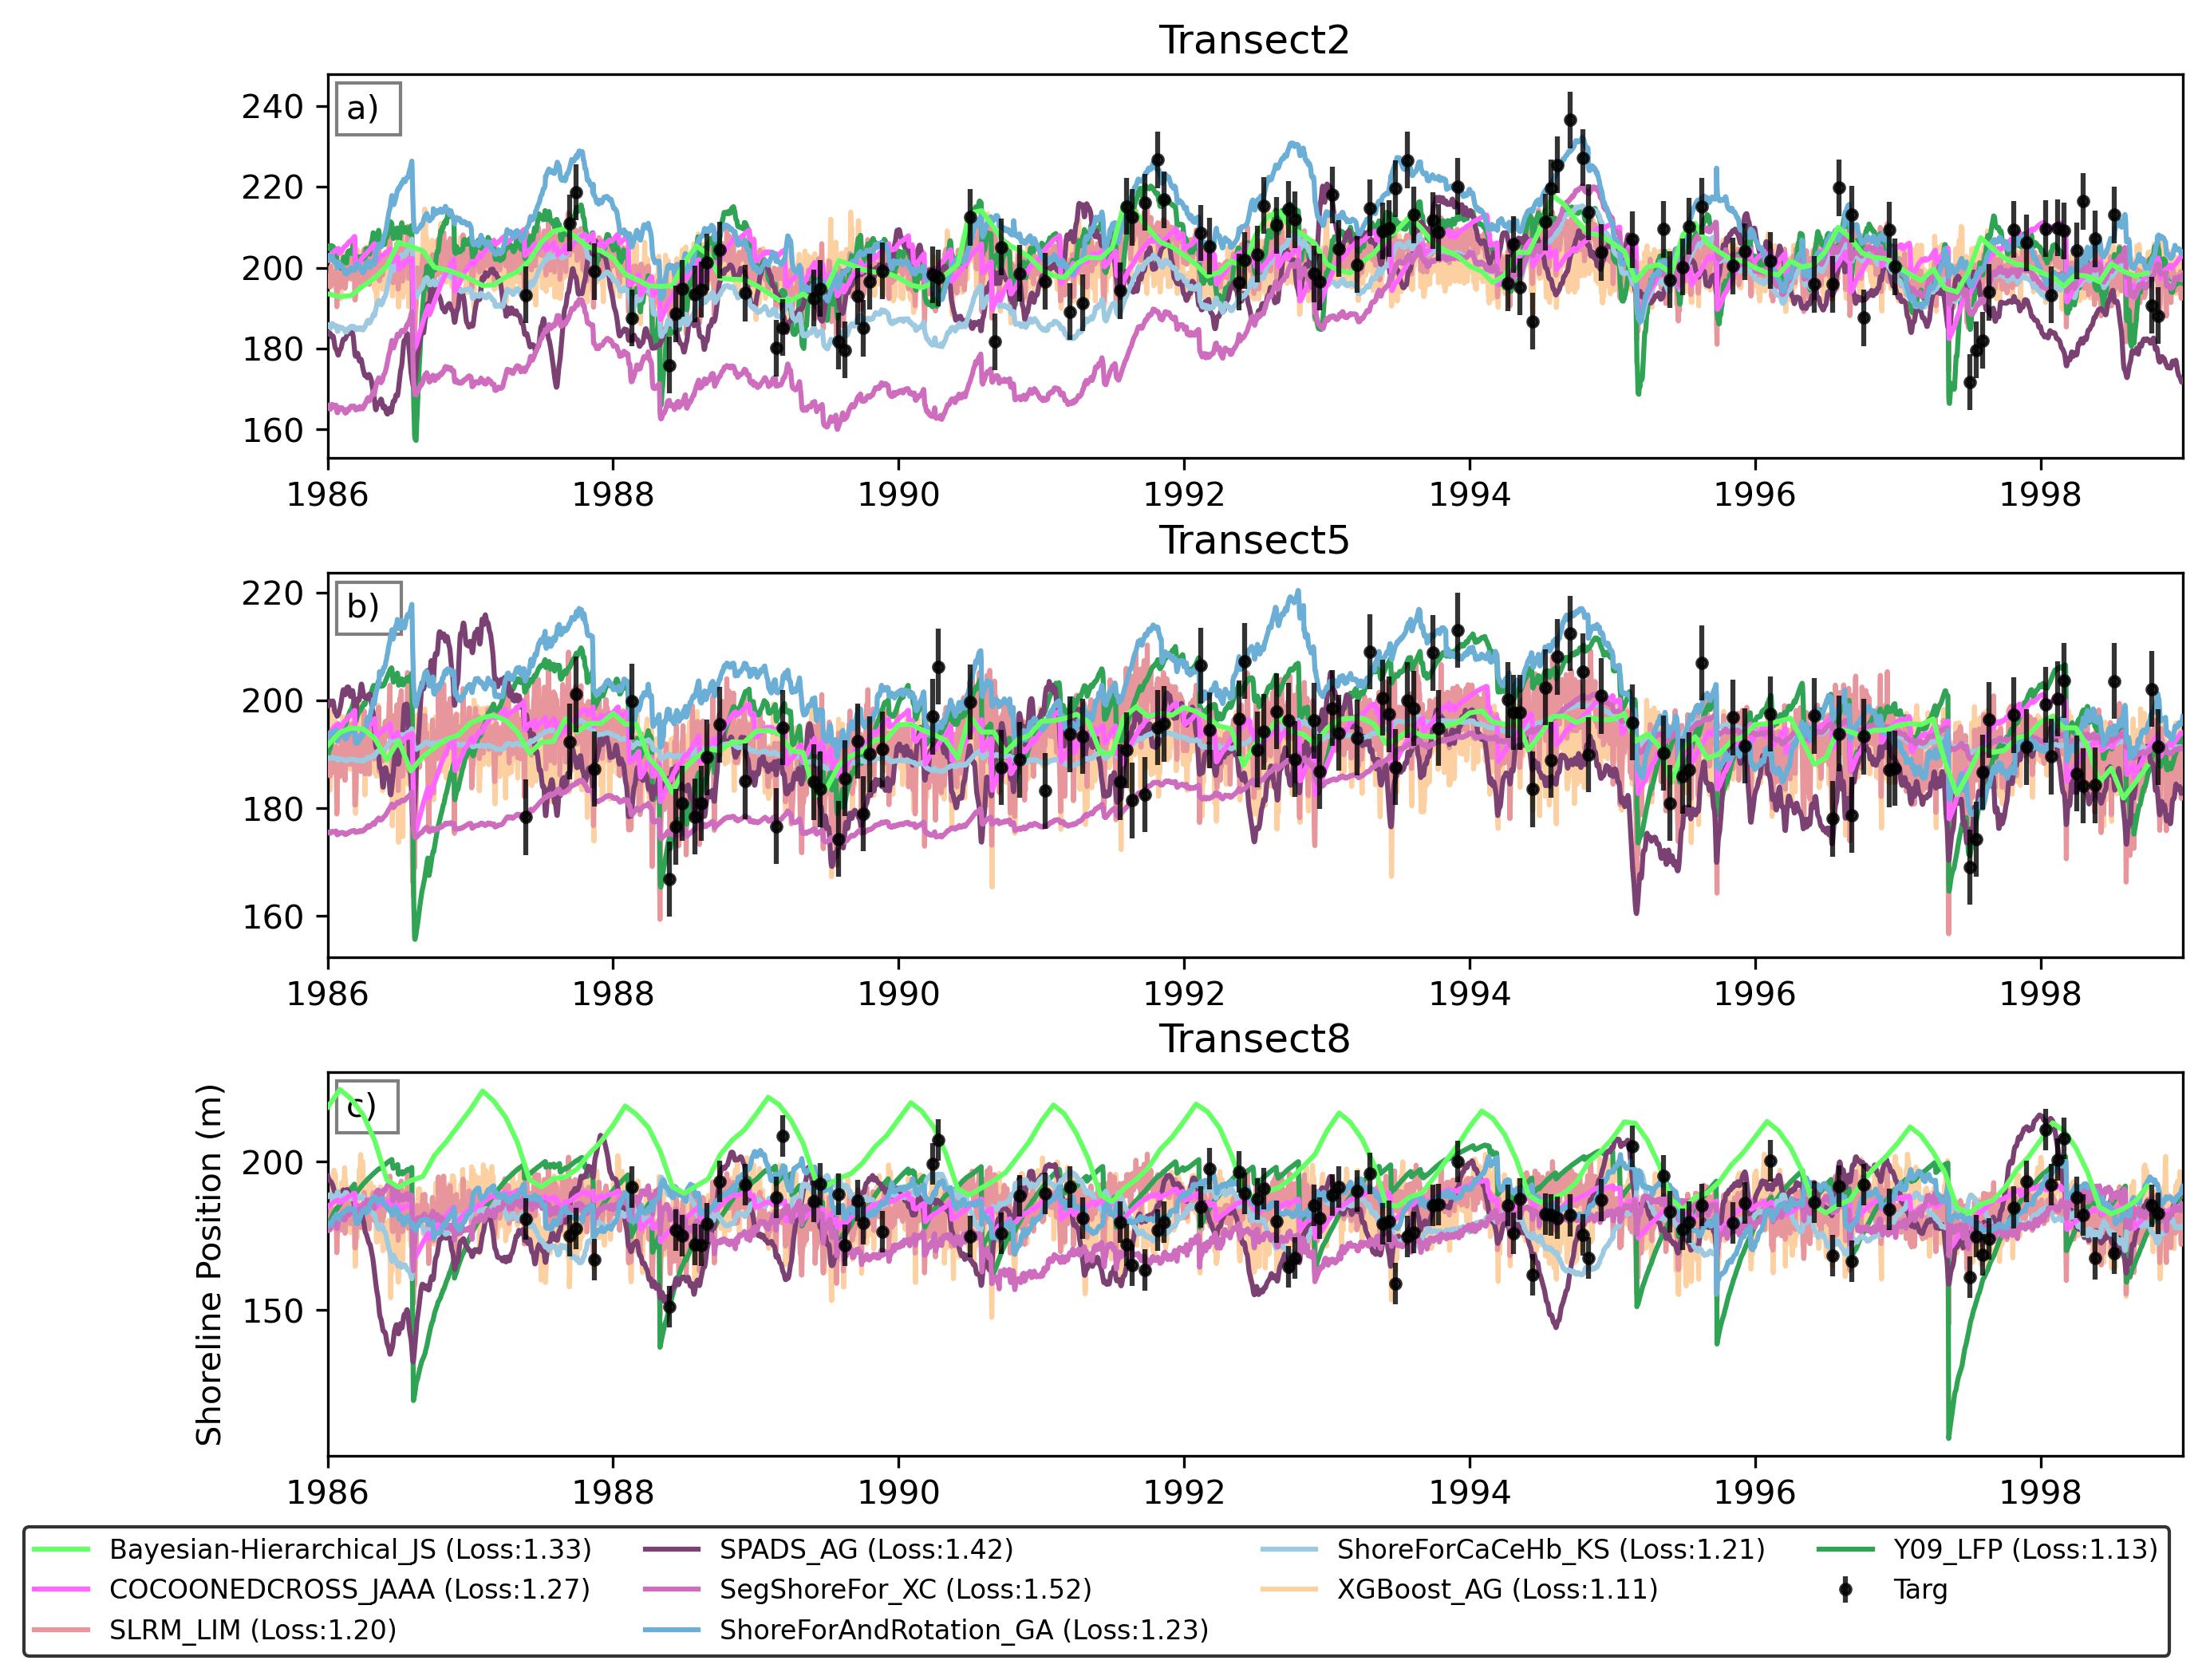 Transect2
a)
240
220
200
180
160
1986 1988 1990 1992 1994 1996 1998
Transect5
b)
220
200
180
160
1986 1988 1990 1992 1994 1996 1998
Transect8
c)
Shoreline Position (m)
200
150
1986 1988 1990 1992 1994 1996 1998
Bayesian-Hierarchical_JS (Loss:1.33)
COCOONEDCROSS_JAAA (Loss:1.27)
SLRM_LIM (Loss:1.20)
SPADS_AG (Loss:1.42)
SegShoreFor_XC (Loss:1.52)
ShoreForAndRotation_GA (Loss:1.23)
ShoreForCaCeHb_KS (Loss:1.21)
XGBoost_AG (Loss:1.11)
Y09_LFP (Loss:1.13)
Targ